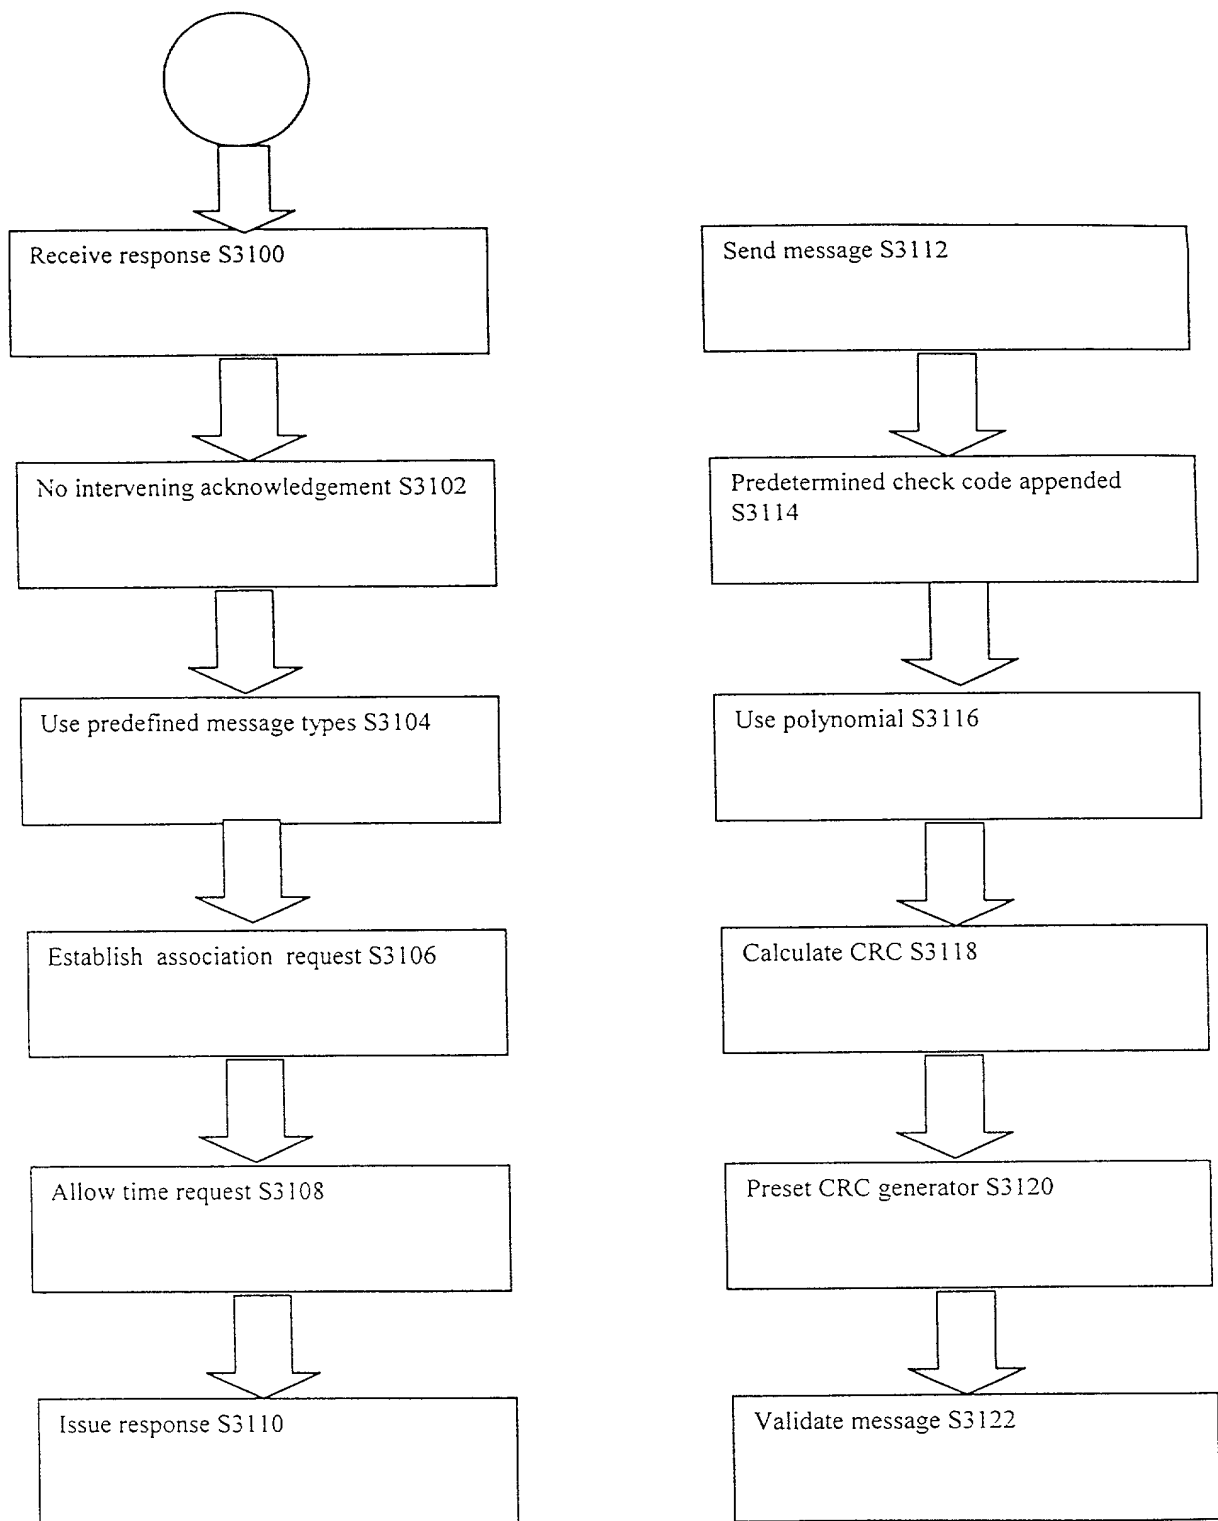 Receive response S3100
No intervening acknowledgement S3102
Use predefined message types S3104
Establish association request S3106
Allow time request S3108
Issue response S3110
Send message S3112
Predetermined check code appended
S3114
Use polynomial S3116
Calculate CRC S3118
Preset CRC generator S3120
Validate message S3122